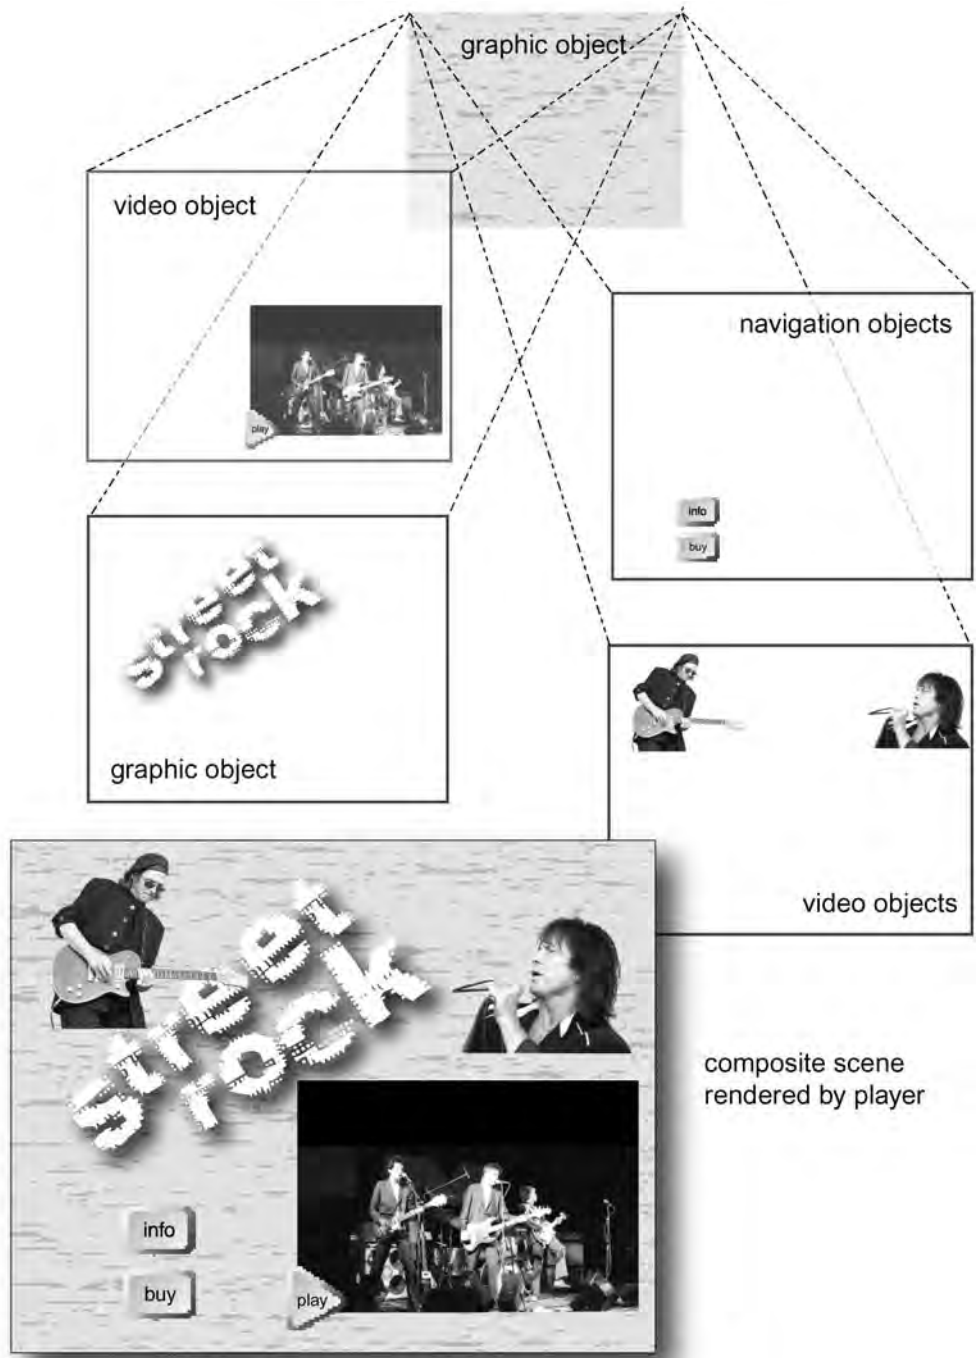 graphic object
video object
play
navigation objects
info
buy
street
rock
graphic object
video objects
street
rock
info
buy
play
composite scene
rendered by player